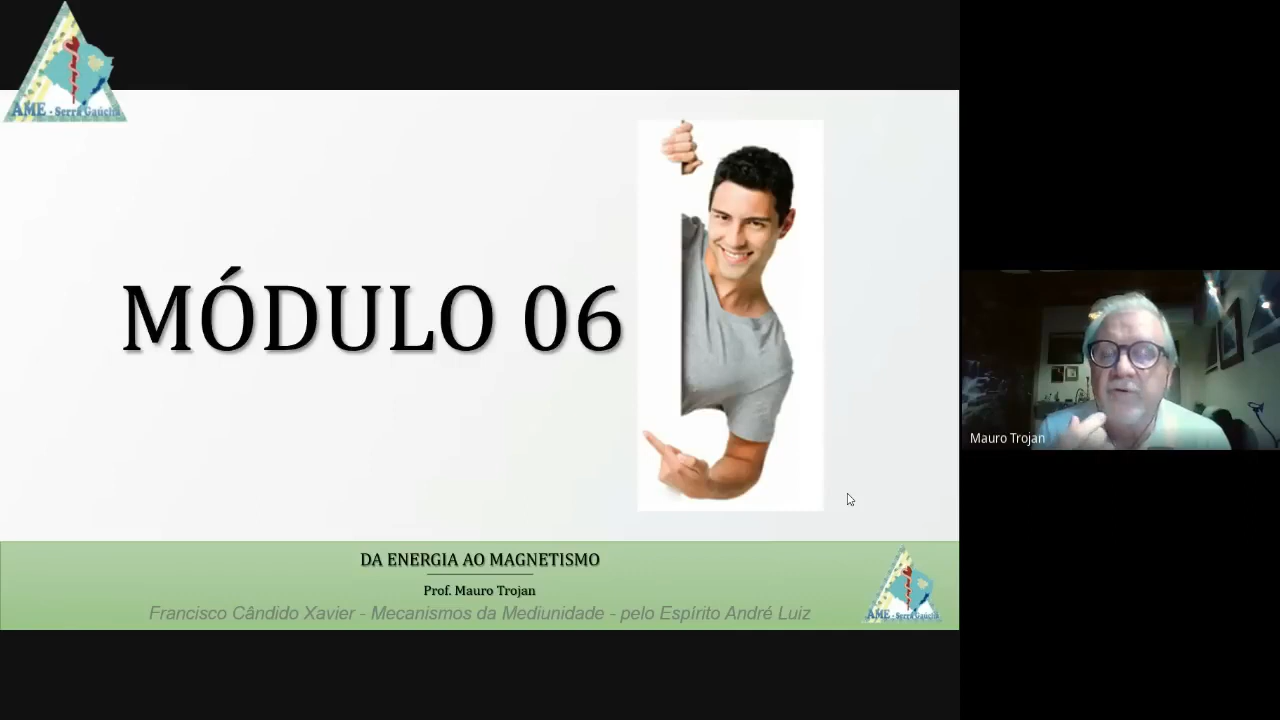 AME - Serra Gaúcha
MÓDULO 06
Mauro Trojan
DA ENERGIA AO MAGNETISMO
Prof. Mauro Trojan
Francisco Cândido Xavier - Mecanismos da Mediunidade - pelo Espírito André Luiz
AME - Serra Gaúcha